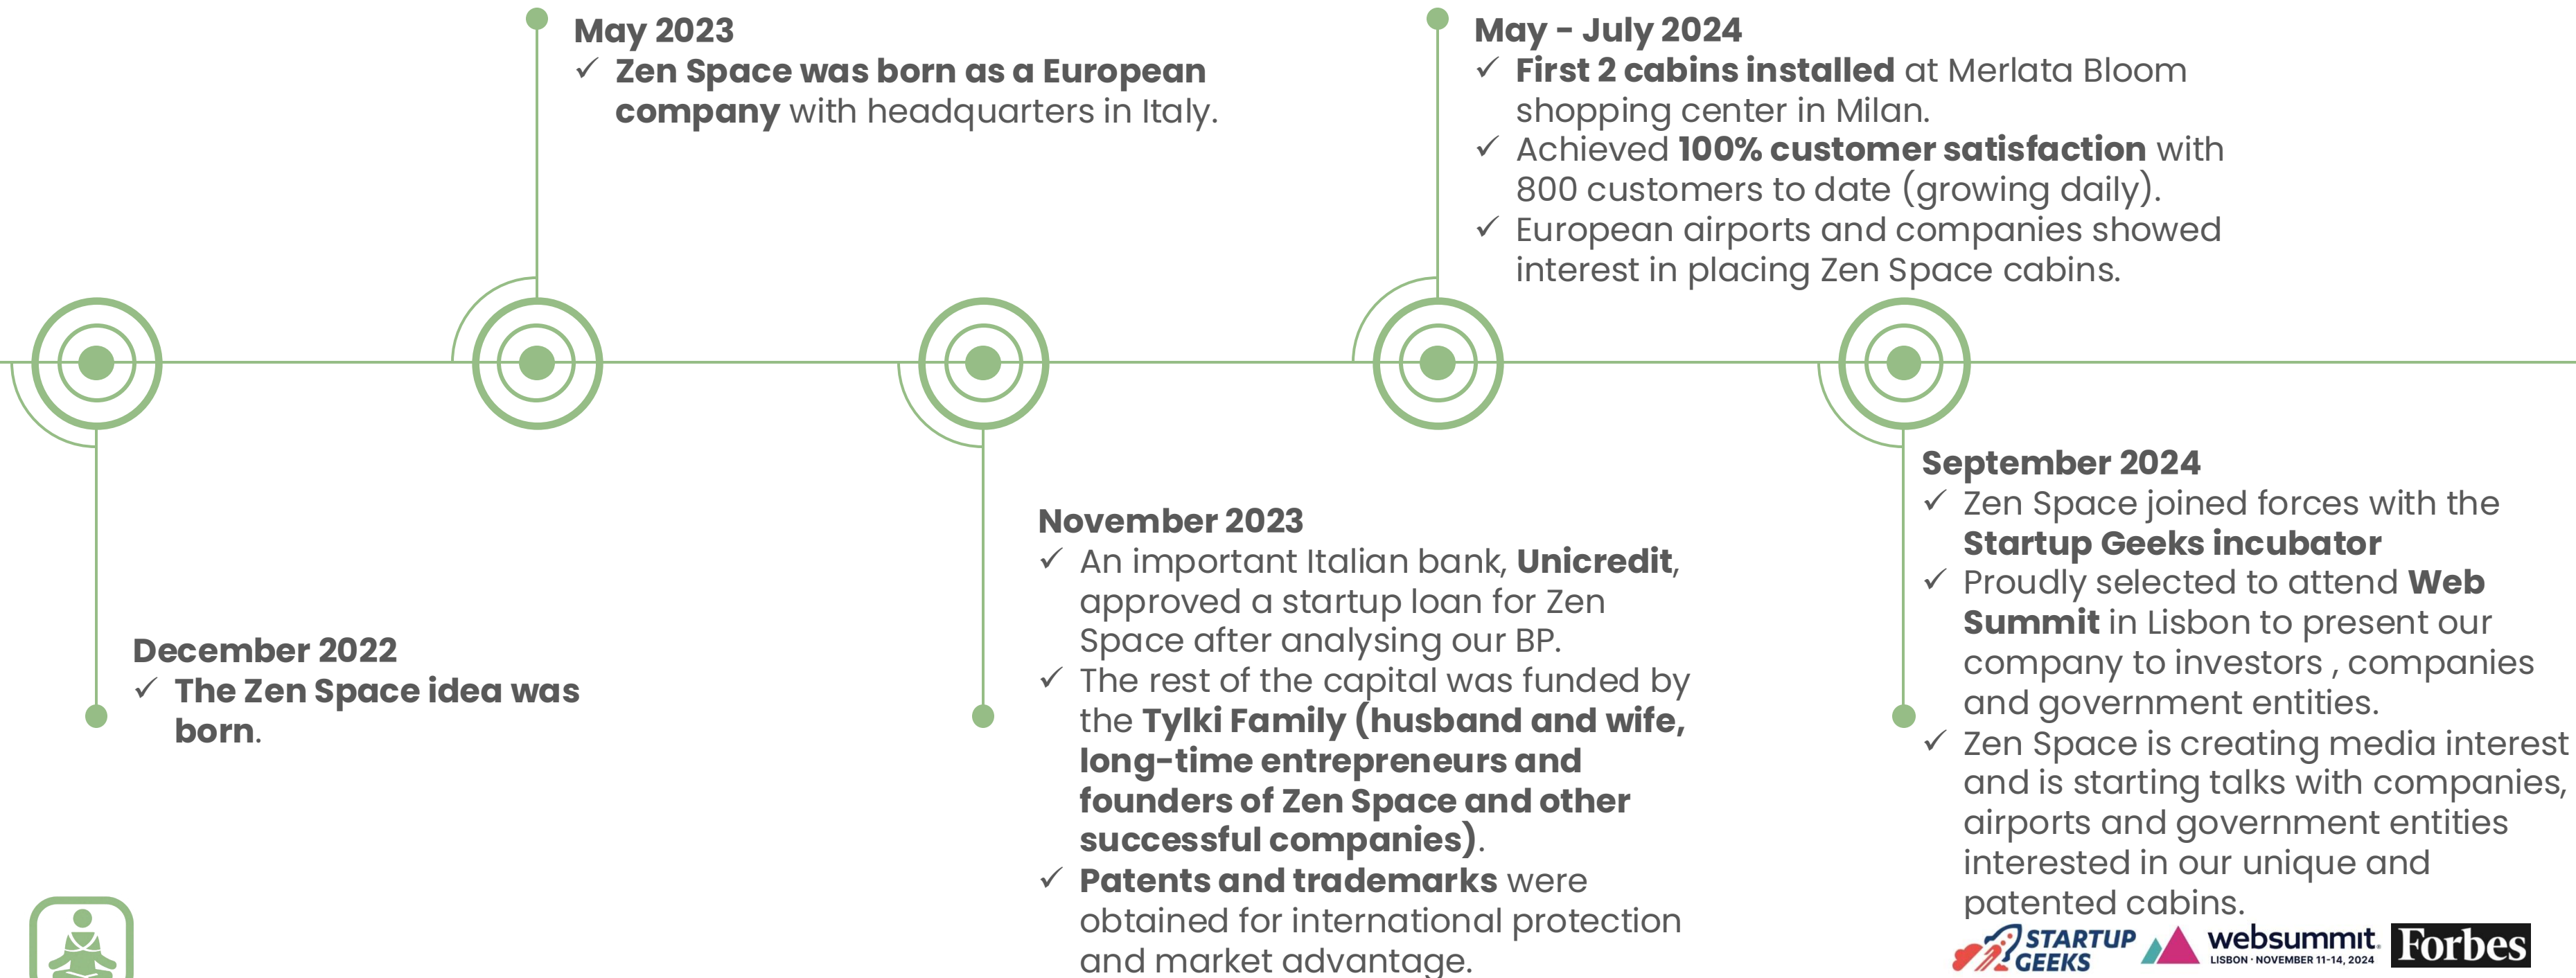 May 2023
✓ Zen Space was born as a European
company with headquarters in Italy.
May - July 2024
✓ First 2 cabins installed at Merlata Bloom
shopping center in Milan.
✓ Achieved 100% customer satisfaction with
800 customers to date (growing daily).
✓ European airports and companies showed
interest in placing Zen Space cabins.
December 2022
✓ The Zen Space idea was
born.
November 2023
✓ An important Italian bank, Unicredit,
approved a startup loan for Zen
Space after analysing our BP.
✓ The rest of the capital was funded by
the Tylki Family (husband and wife,
long-time entrepreneurs and
founders of Zen Space and other
successful companies).
✓ Patents and trademarks were
obtained for international protection
and market advantage.
September 2024
✓ Zen Space joined forces with the
Startup Geeks incubator
✓ Proudly selected to attend Web
Summit in Lisbon to present our
company to investors , companies
and government entities.
✓ Zen Space is creating media interest
and is starting talks with companies,
airports and government entities
interested in our unique and
patented cabins.
STARTUP
GEEKS
websummit
LISBON · NOVEMBER 11-14, 2024
Forbes